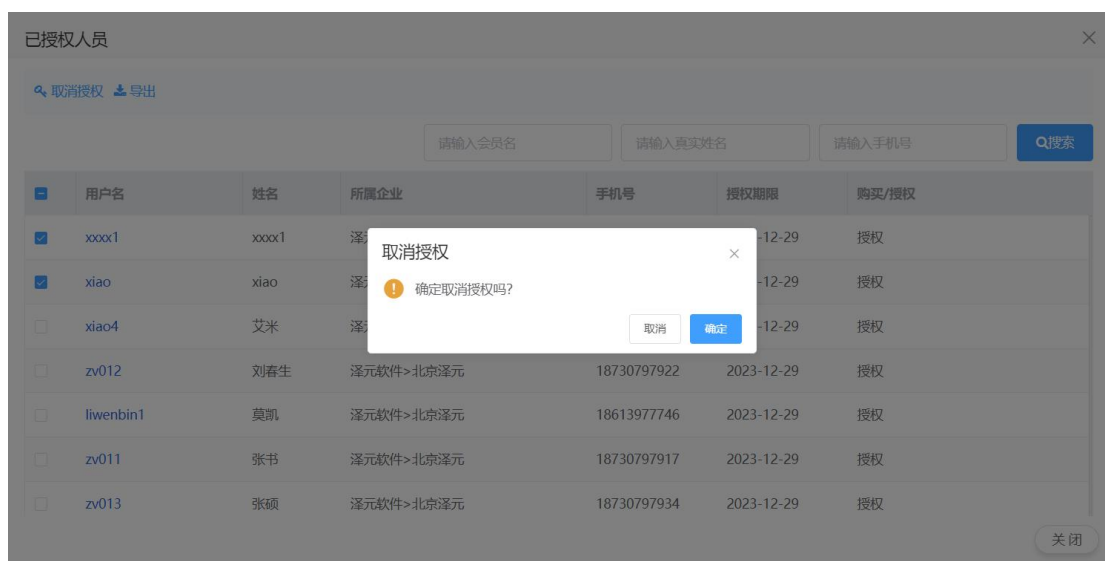 已授权人员
取消授权 导出
请输入会员名 请输入真实姓名 请输入手机号 搜索
用户名 姓名 所属企业 手机号 授权期限 购买/授权
xxxx1 xxxx1 -12-29 授权
xiao xiao -12-29 授权
xiao4 艾米 -12-29 授权
取消授权
确定取消授权吗?
取消 确定
zv012 刘春生 泽元软件>北京泽元 18730797922 2023-12-29 授权
liwenbin1 莫凯 泽元软件>北京泽元 18613977746 2023-12-29 授权
zv011 张书 泽元软件>北京泽元 18730797917 2023-12-29 授权
zv013 张硕 泽元软件>北京泽元 18730797934 2023-12-29 授权
关闭